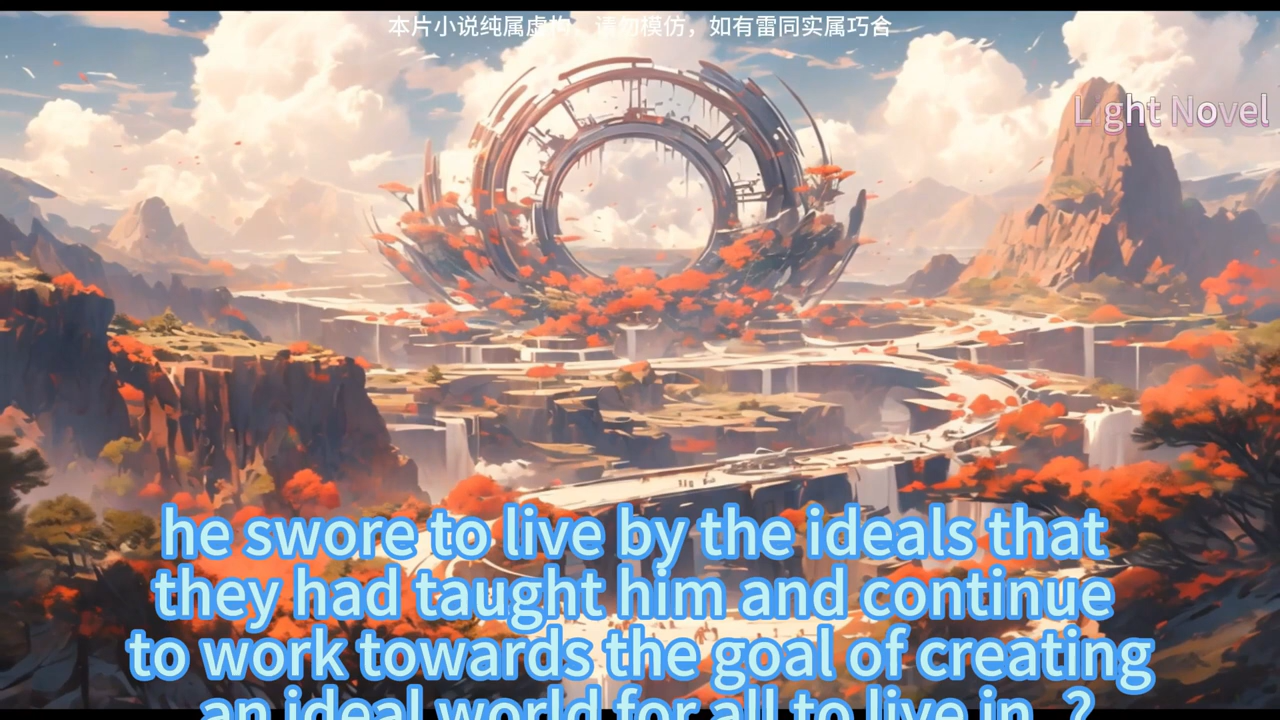 本片小说纯属虚构,请勿模仿，如有雷同实属巧合
Light Novel
he swore to live by the ideals that
they had taught him and continue
to work towards the goal of creating
an ideal world for all to live in. ?